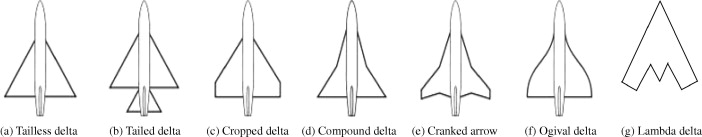 (a) Tailless delta (b) Tailed delta (c) Cropped delta (d) Compound delta (e) Cranked arrow (f) Ogival delta (g) Lambda delta